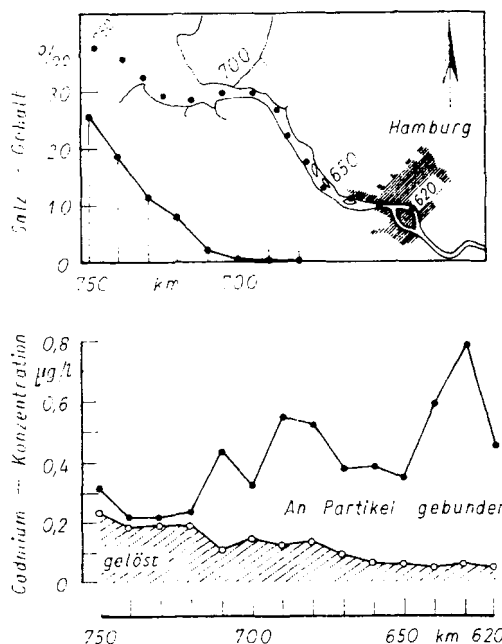 ‰
30
20
10
0
Salz - Gehalt
750
700
650
620
Hamburg
750 km 700
0,8
µg/l
0,6
0,4
0,2
0
Cadmium - Konzentration
An Partikel gebunden
gelöst
750 700 650 km 620